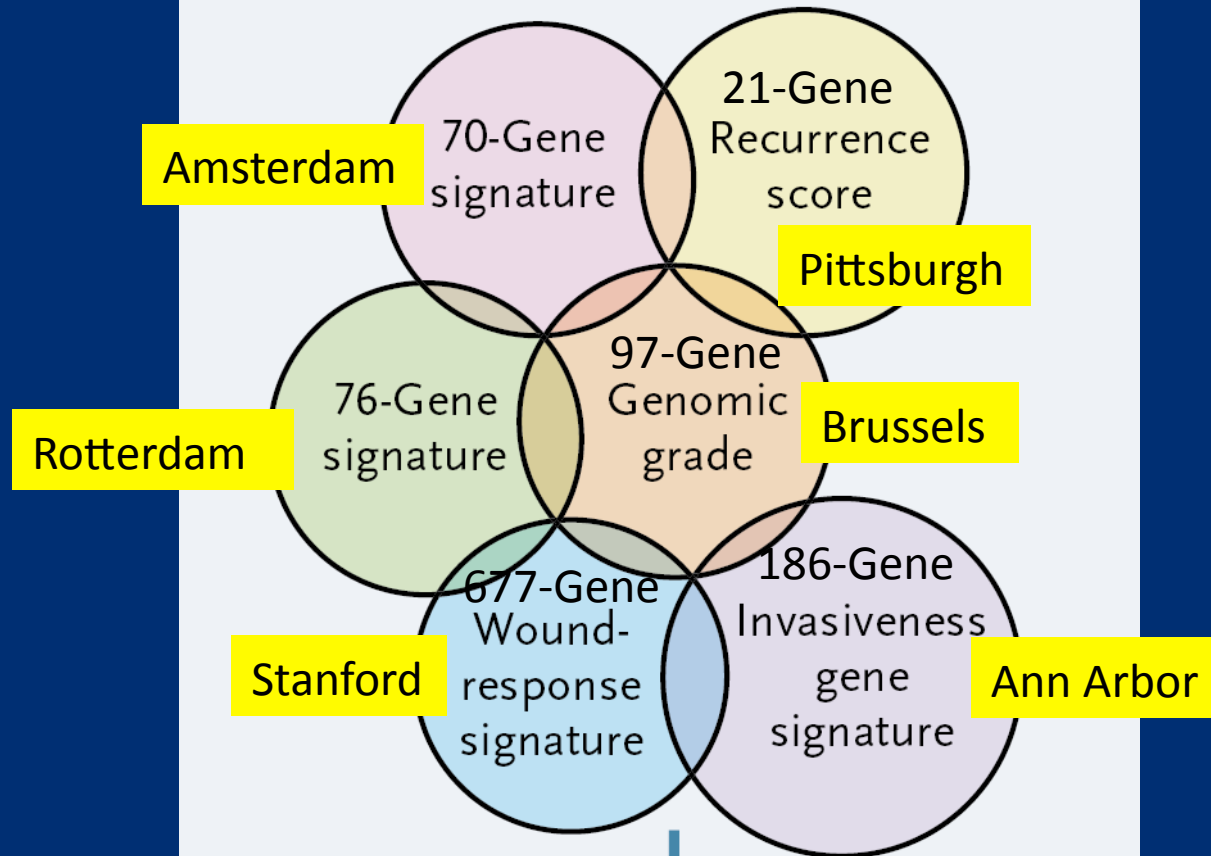 70-Gene
signature
Amsterdam
21-Gene
Recurrence
score
Pittsburgh
76-Gene
signature
Rotterdam
97-Gene
Genomic
grade
Brussels
677-Gene
Wound-
response
signature
Stanford
186-Gene
Invasiveness
gene
signature
Ann Arbor